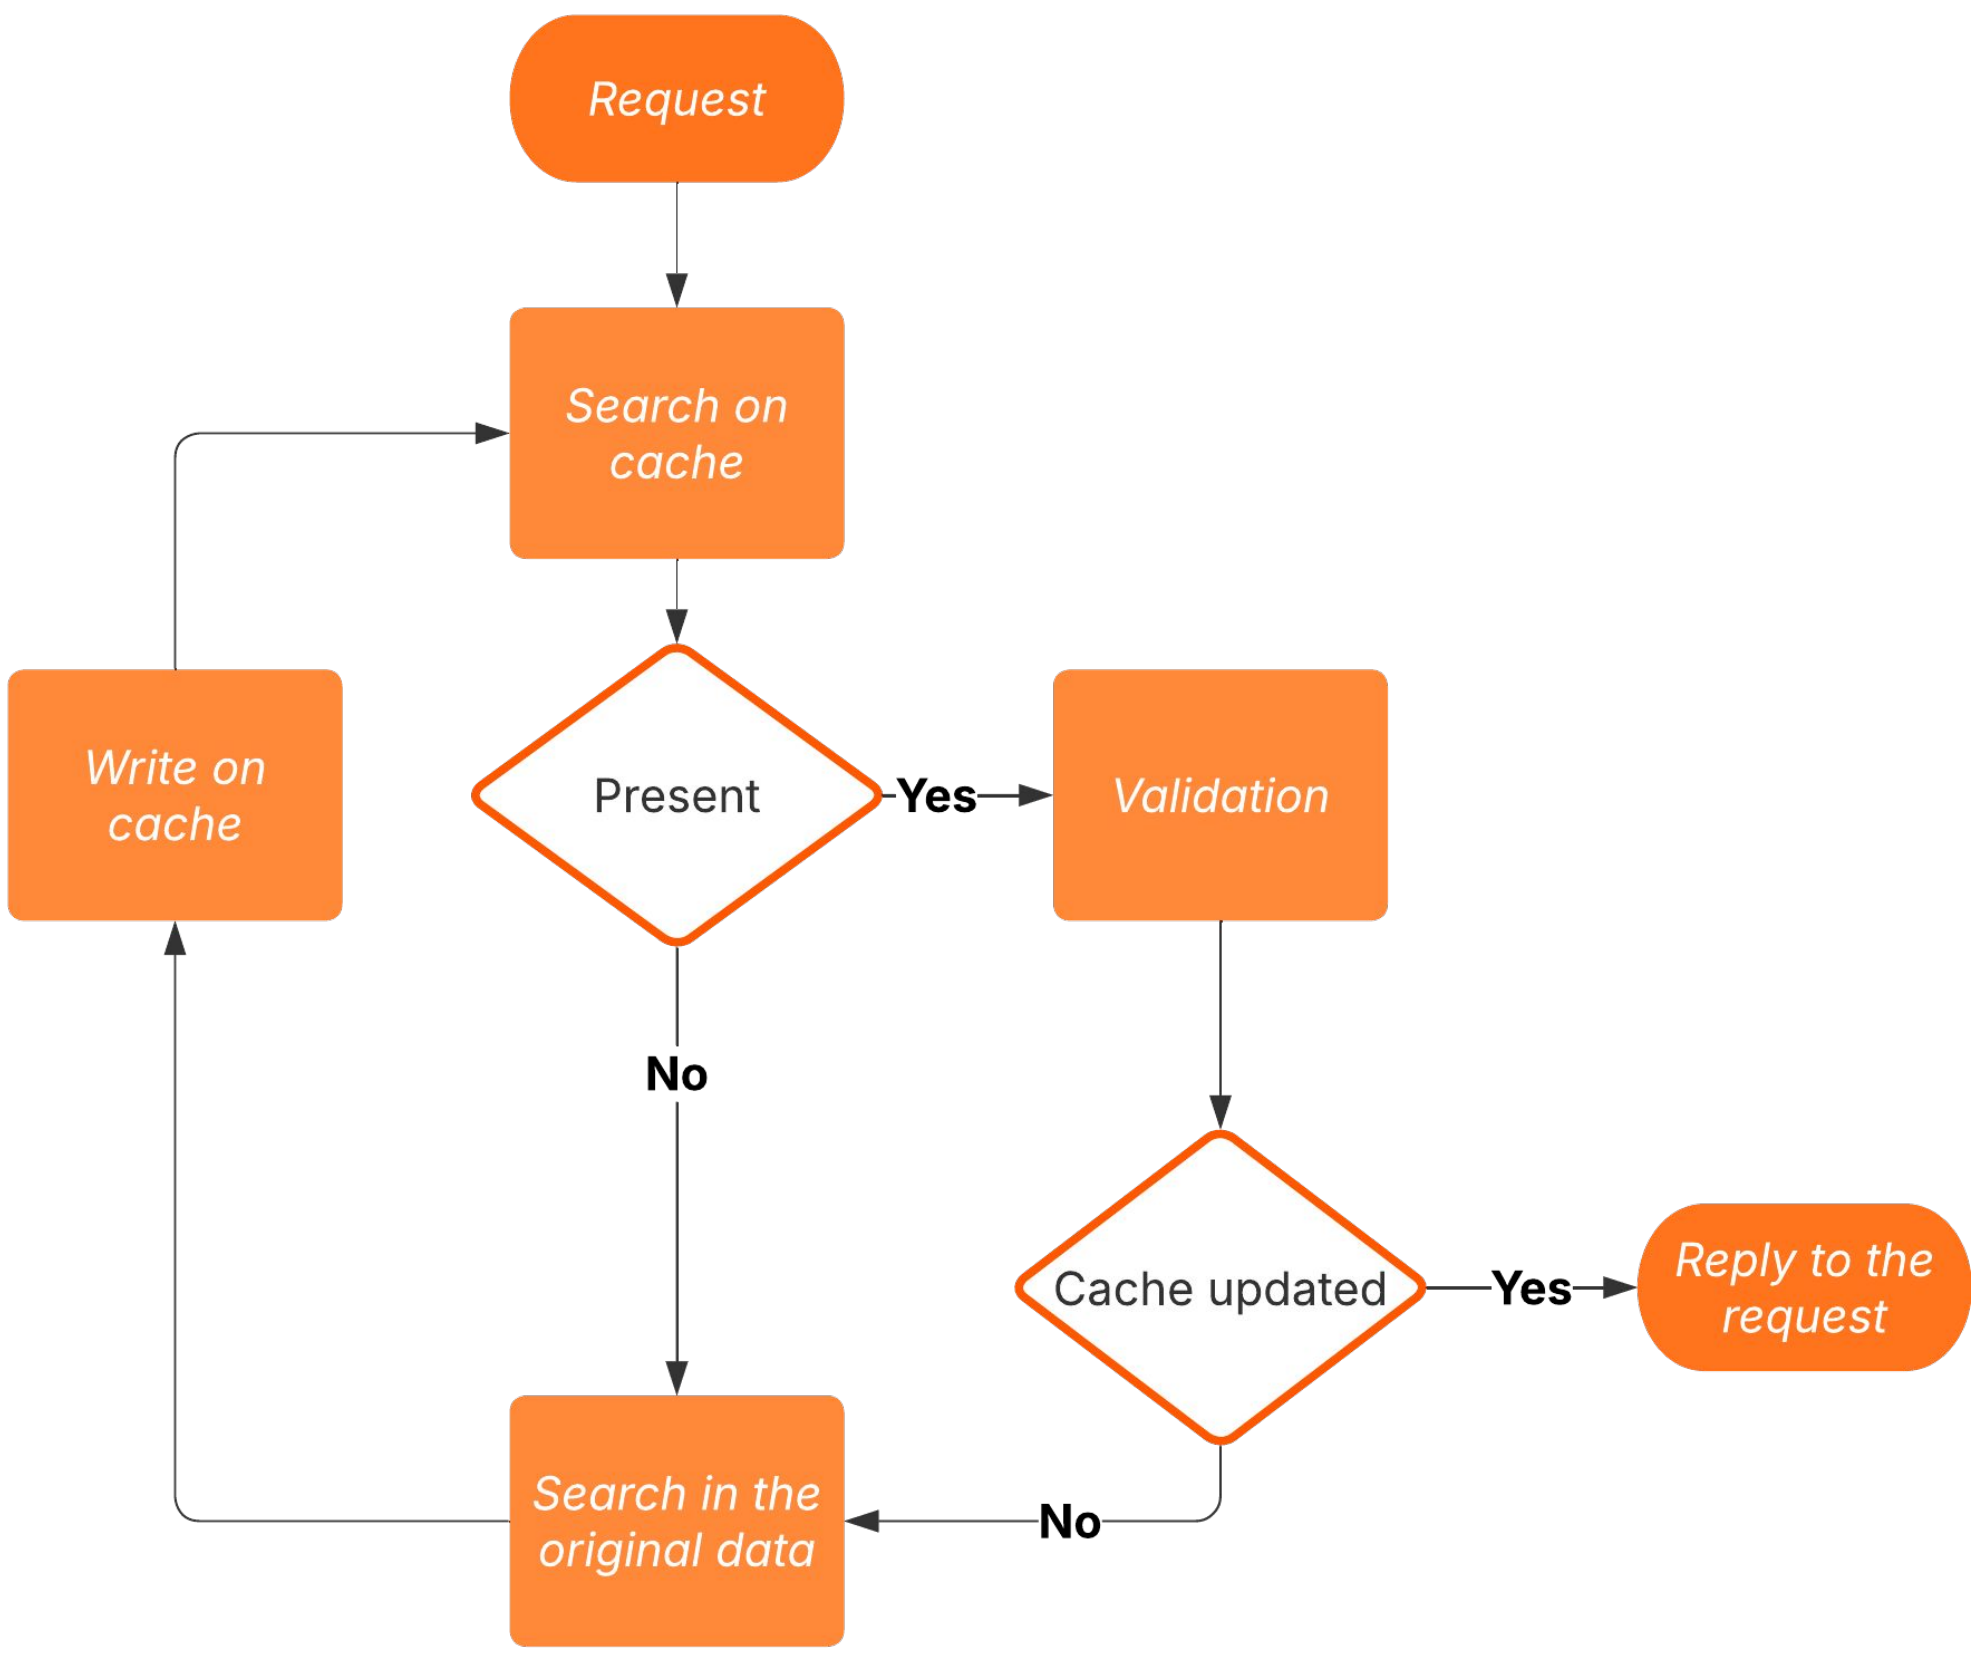 Request
Search on
cache
Write on
cache
Present
Yes
Validation
No
Cache updated
Yes
Reply to the
request
Search in the
original data
No